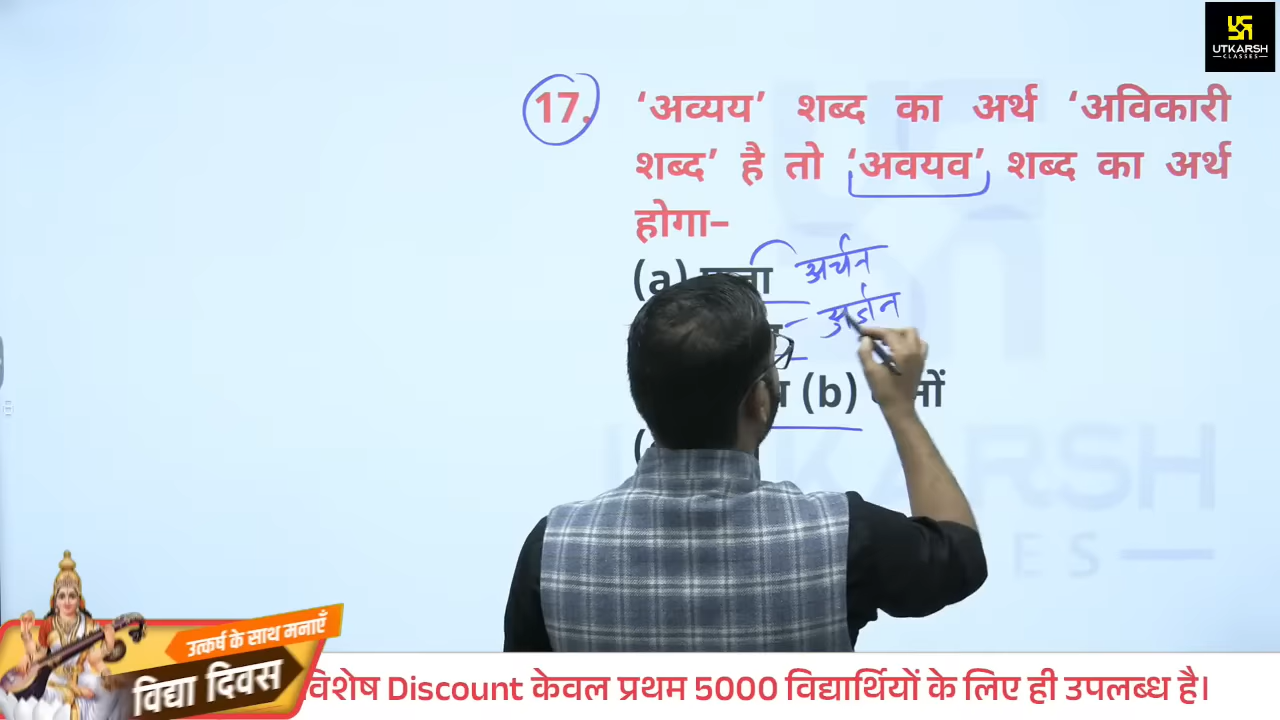 UTKARSH
CLASSES
17. ‘अव्यय’ शब्द का अर्थ ‘अविकारी
शब्द’ है तो ‘अवयव’ शब्द का अर्थ
होगा–
(a) अर्चन
अर्जन
(b)
UTKARSH
उत्कर्ष के साथ मनाएँ
विद्या दिवस
विशेष Discount केवल प्रथम 5000 विद्यार्थियों के लिए ही उपलब्ध है।